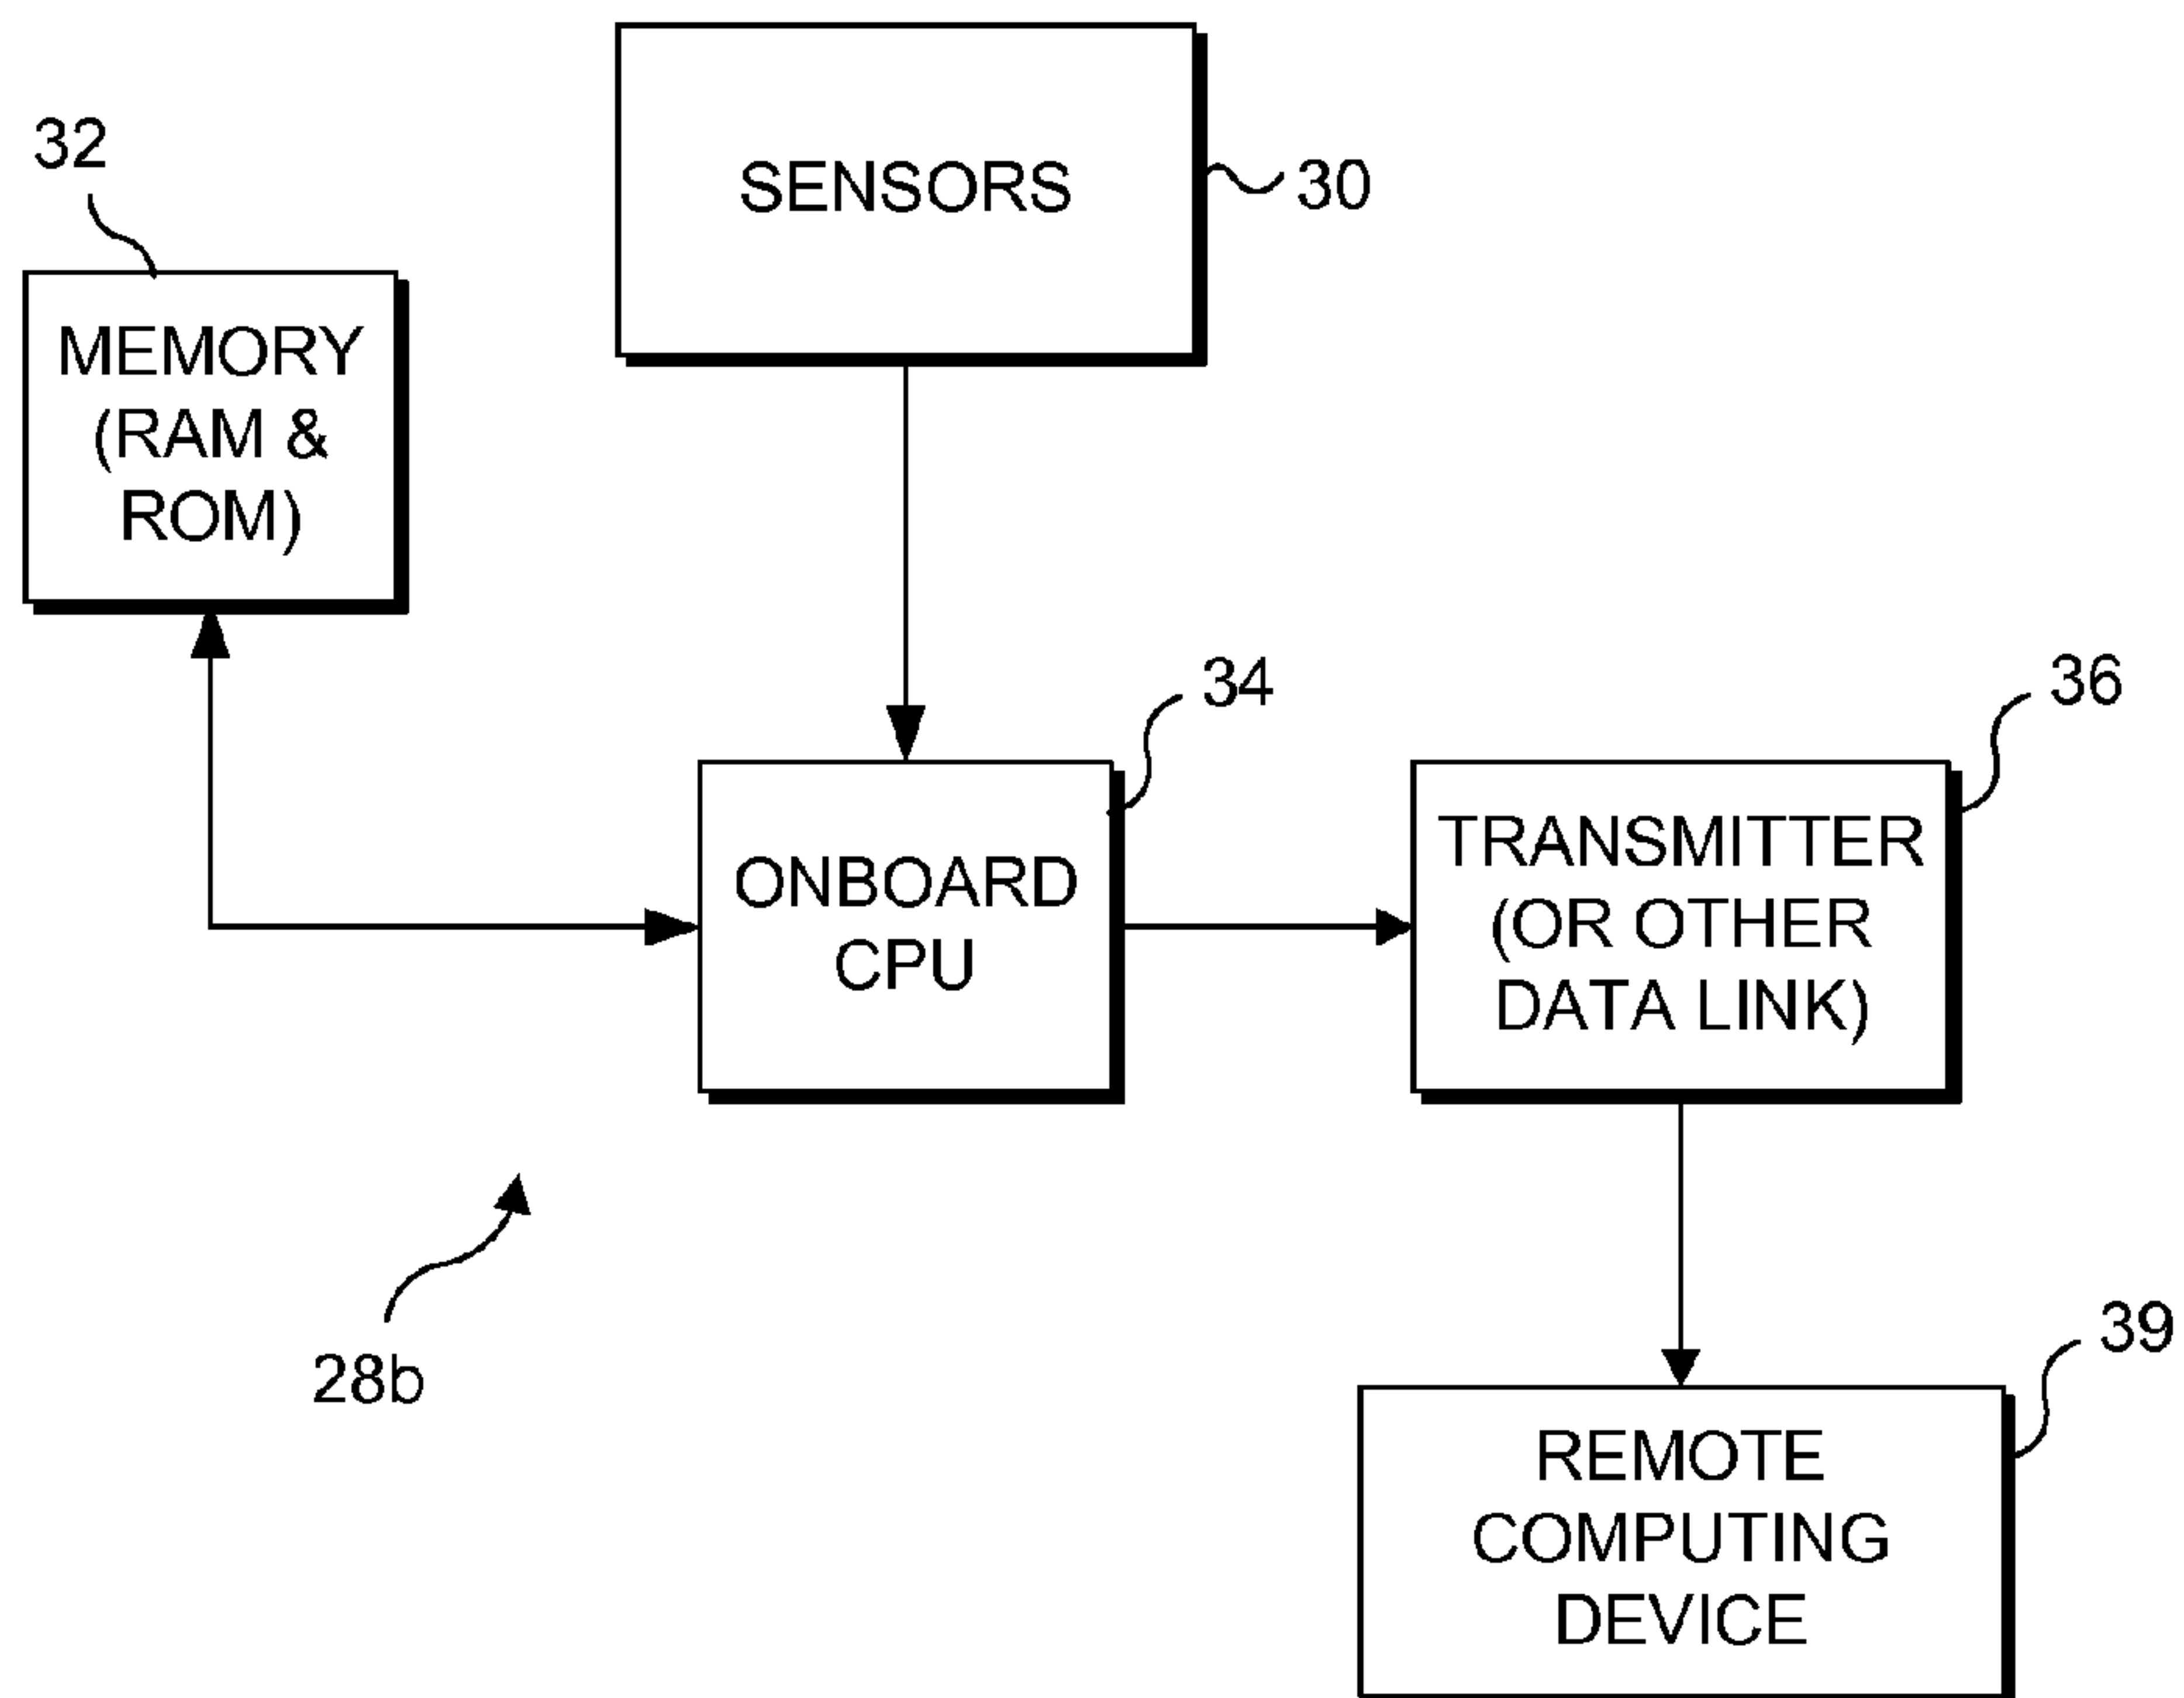 SENSORS
30
32
MEMORY
(RAM &
ROM)
34
ONBOARD
CPU
36
TRANSMITTER
(OR OTHER
DATA LINK)
28b
39
REMOTE
COMPUTING
DEVICE